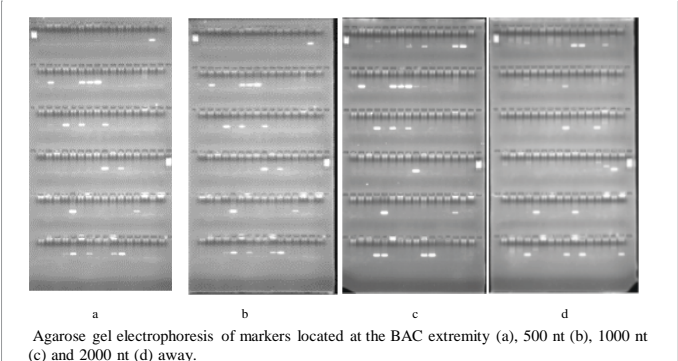 a b c d
Agarose gel electrophoresis of markers located at the BAC extremity (a), 500 nt (b), 1000 nt
(c) and 2000 nt (d) away.